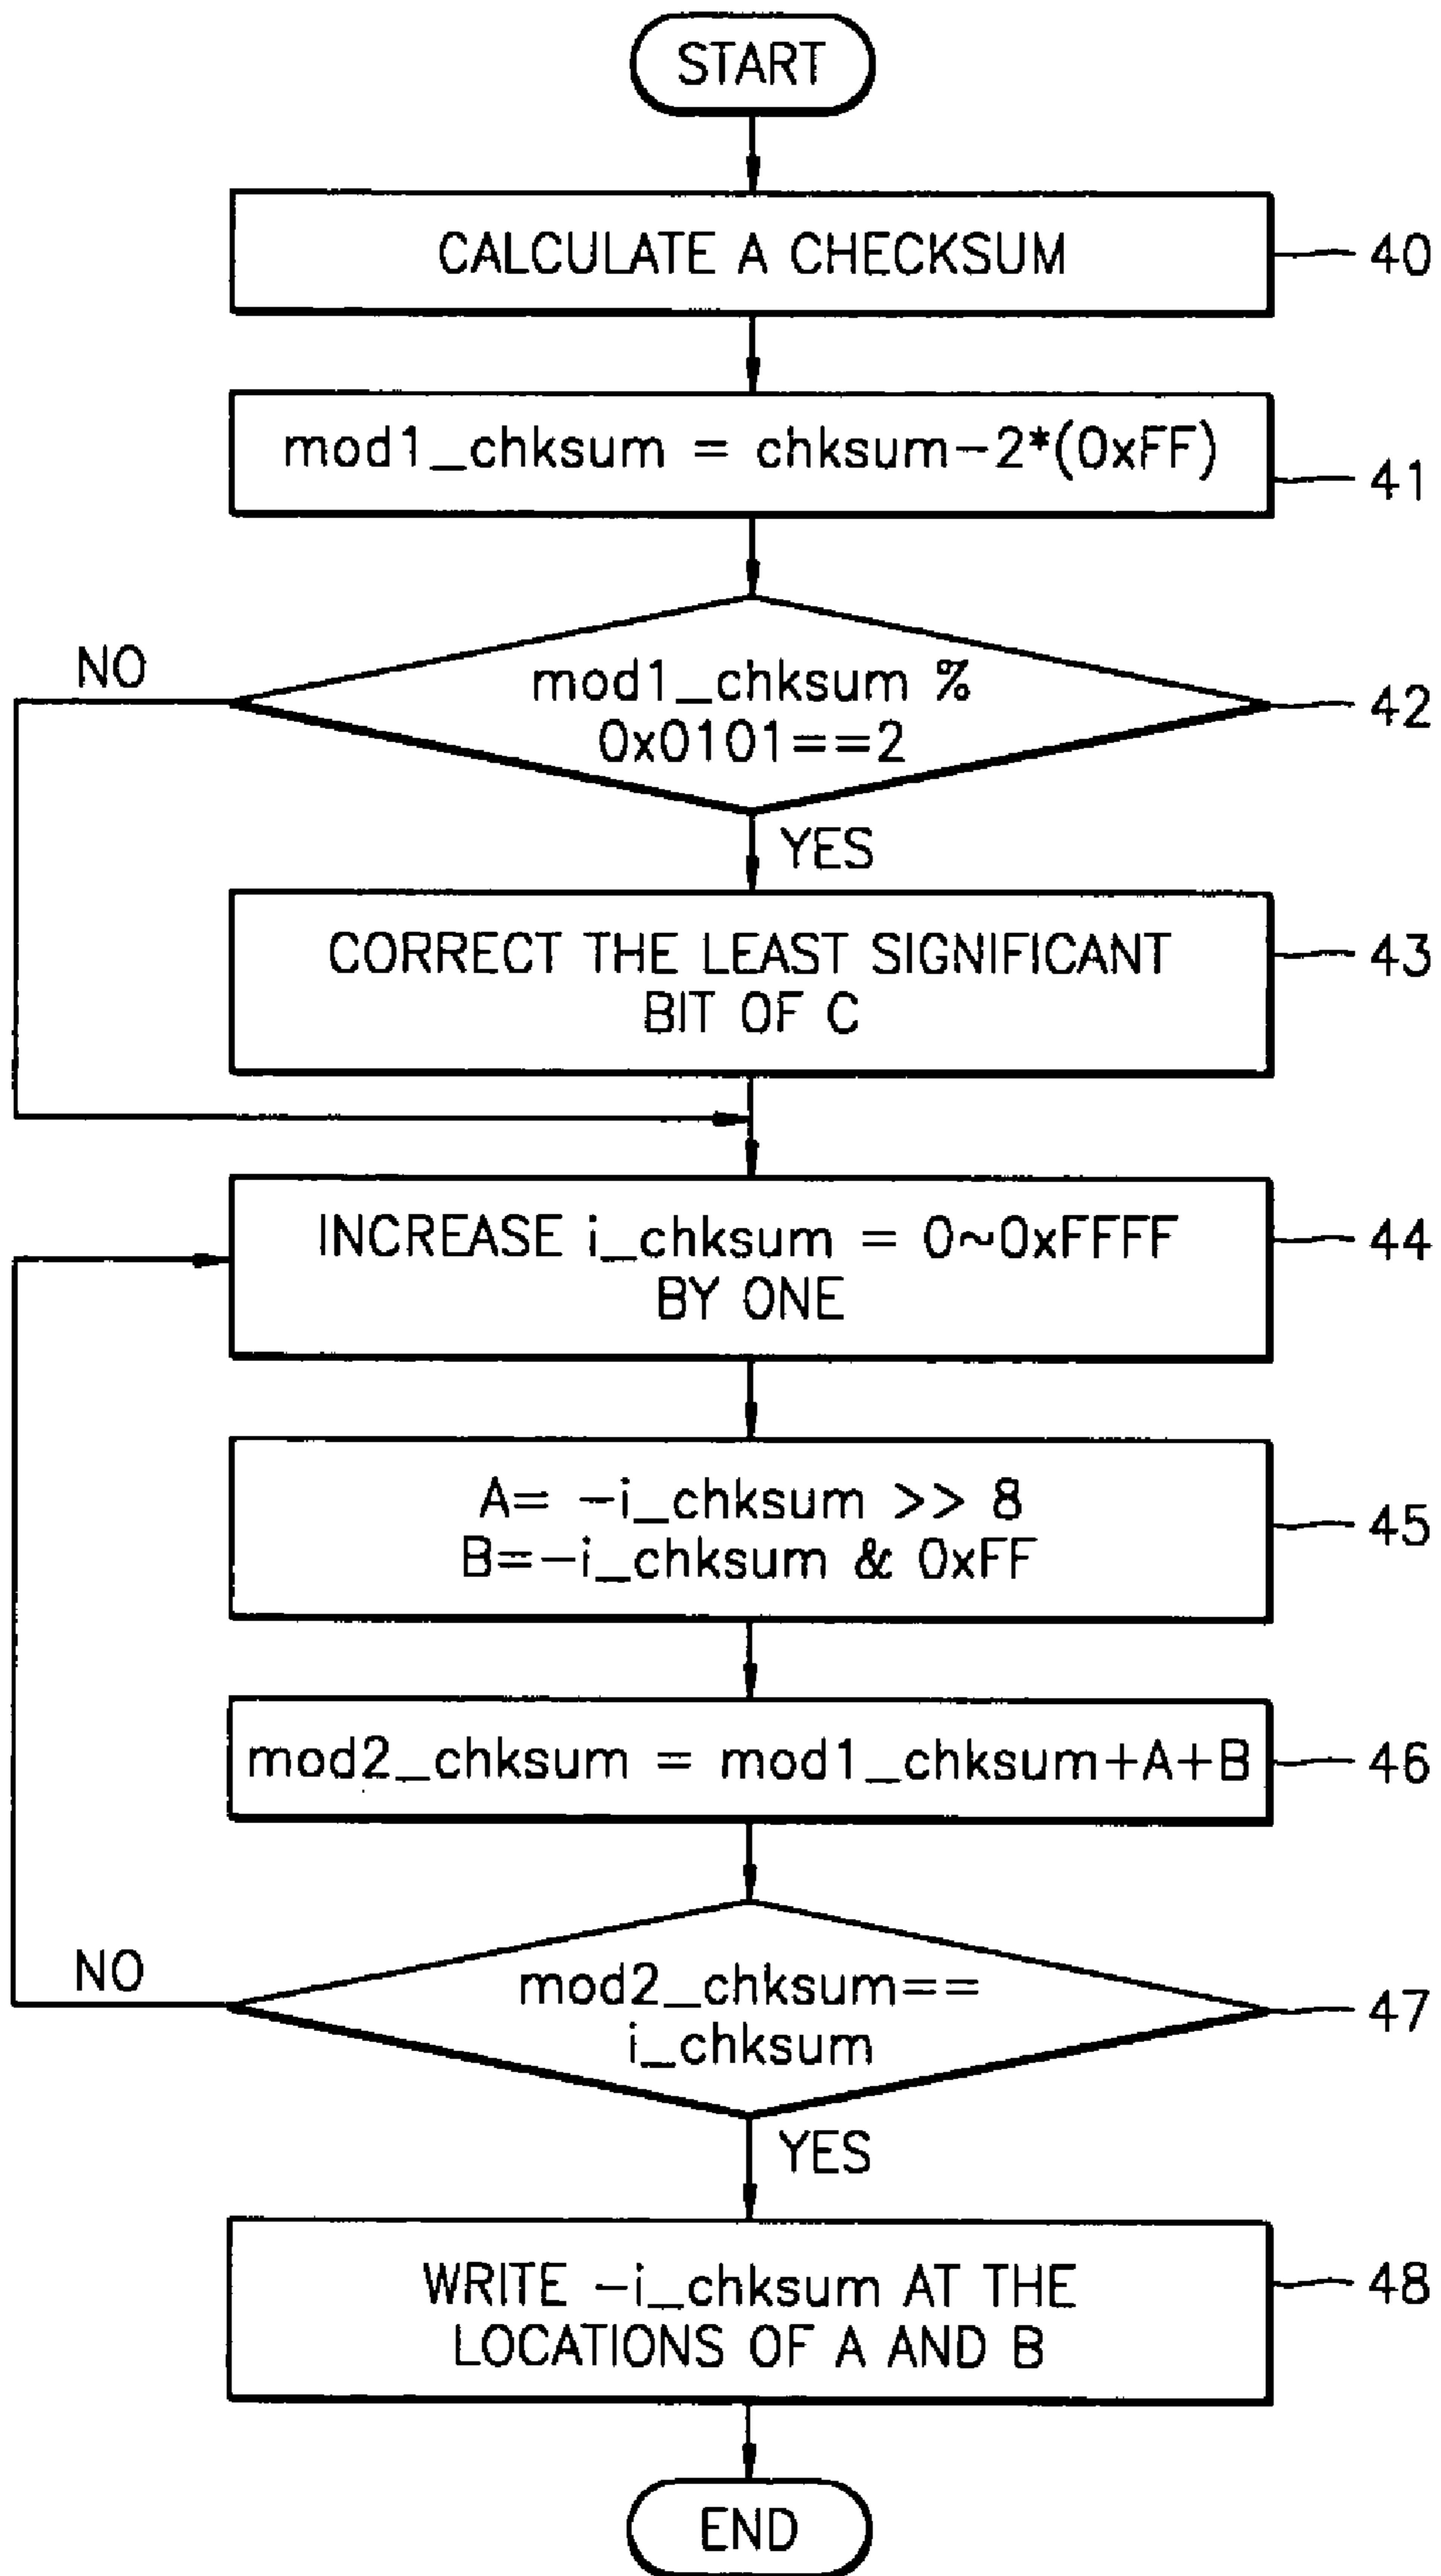 START
CALCULATE A CHECKSUM
40
mod1_chksum = chksum-2*(0xFF)
41
NO
mod1_chksum %
0x0101==2
42
YES
CORRECT THE LEAST SIGNIFICANT
BIT OF C
43
INCREASE i_chksum = 0~0xFFFF
BY ONE
44
A= -i_chksum >> 8
B=-i_chksum & 0xFF
45
mod2_chksum = mod1_chksum+A+B
46
NO
mod2_chksum==
i_chksum
47
YES
WRITE -i_chksum AT THE
LOCATIONS OF A AND B
48
END